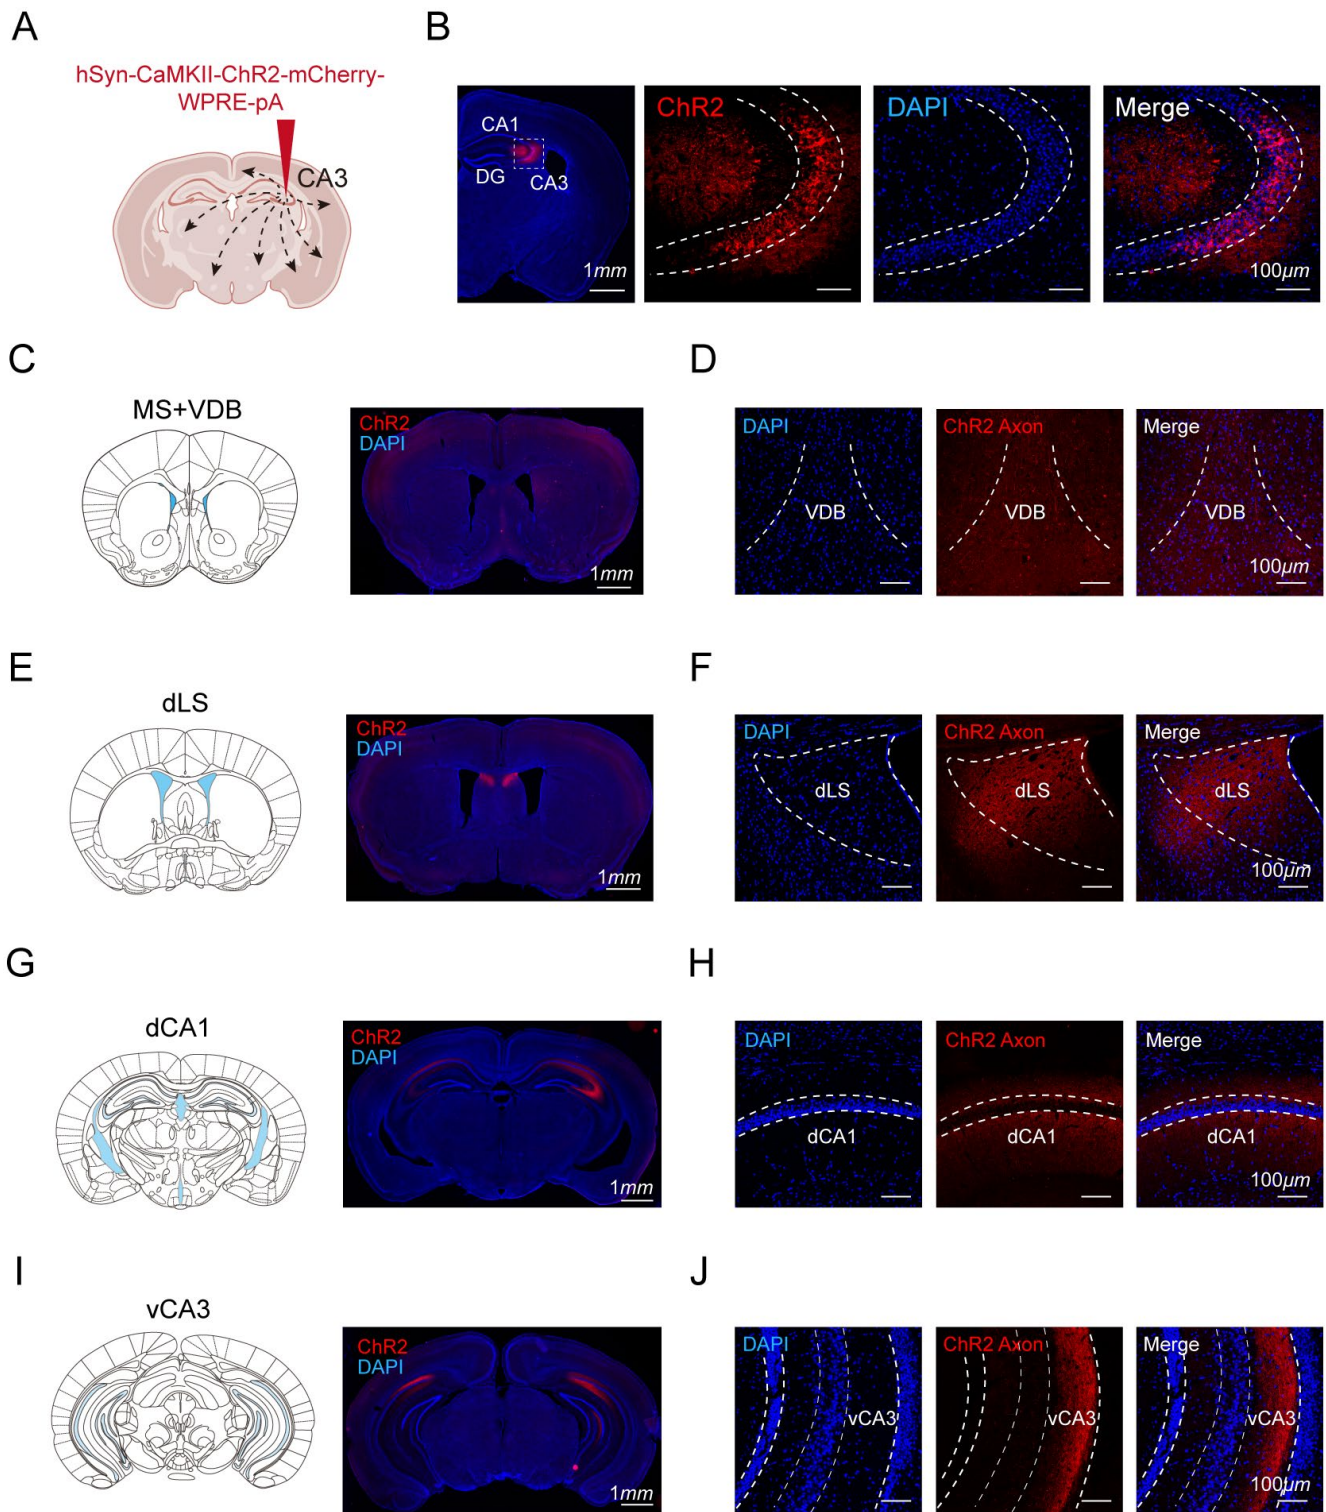 A
hSyn-CaMKII-ChR2-mCherry-
WPRE-pA
CA3
B
CA1
DG
CA3
1mm
ChR2
DAPI
Merge
100μm
C
MS+VDB
ChR2
DAPI
1mm
D
DAPI
VDB
ChR2 Axon
VDB
Merge
VDB
100μm
E
dLS
ChR2
DAPI
1mm
F
DAPI
dLS
ChR2 Axon
dLS
Merge
dLS
100μm
G
dCA1
ChR2
DAPI
1mm
H
DAPI
dCA1
ChR2 Axon
dCA1
Merge
dCA1
100μm
I
vCA3
ChR2
DAPI
1mm
J
DAPI
vCA3
ChR2 Axon
vCA3
Merge
vCA3
100μm